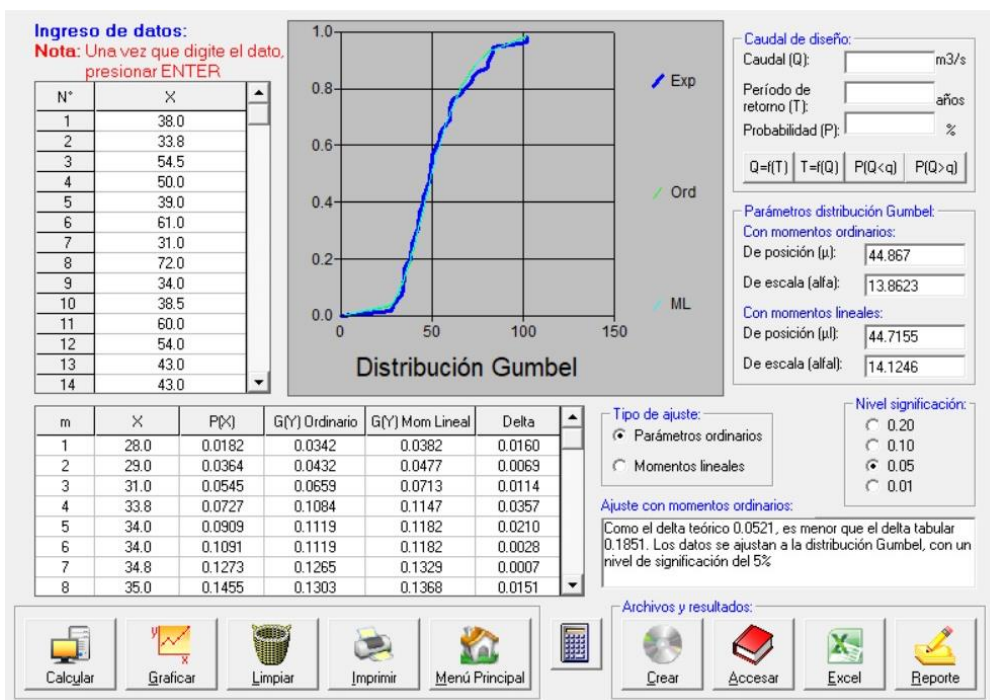 Ingreso de datos:
Nota: Una vez que digite el dato,
presionar ENTER
N° X
1 38.0
2 33.8
3 54.5
4 50.0
5 39.0
6 61.0
7 31.0
8 72.0
9 34.0
10 38.5
11 60.0
12 54.0
13 43.0
14 43.0
1.0
0.8
0.6
0.4
0.2
0.0
0 50 100 150
Exp
Ord
ML
Distribución Gumbel
Caudal de diseño:
Caudal (Q): m3/s
Período de
retorno (T): años
Probabilidad (P): %
Q=f(T) T=f(Q) P(Q<q) P(Q>q)
Parámetros distribución Gumbel:
Con momentos ordinarios:
De posición (µ): 44.867
De escala (alfa): 13.8623
Con momentos lineales:
De posición (µl): 44.7155
De escala (alfal): 14.1246
m X P(X) G(Y) Ordinario G(Y) Mom Lineal Delta
1 28.0 0.0182 0.0342 0.0382 0.0160
2 29.0 0.0364 0.0432 0.0477 0.0069
3 31.0 0.0545 0.0659 0.0713 0.0114
4 33.8 0.0727 0.1084 0.1147 0.0357
5 34.0 0.0909 0.1119 0.1182 0.0210
6 34.0 0.1091 0.1119 0.1182 0.0028
7 34.8 0.1273 0.1265 0.1329 0.0007
8 35.0 0.1455 0.1303 0.1368 0.0151
Tipo de ajuste:
Parámetros ordinarios
Momentos lineales
Nivel significación:
0.20
0.10
0.05
0.01
Ajuste con momentos ordinarios:
Como el delta teórico 0.0521, es menor que el delta tabular
0.1851. Los datos se ajustan a la distribución Gumbel, con un
nivel de significación del 5%
Calcular Graficar Limpiar Imprimir Menú Principal
Archivos y resultados:
Crear Accesar Excel Reporte